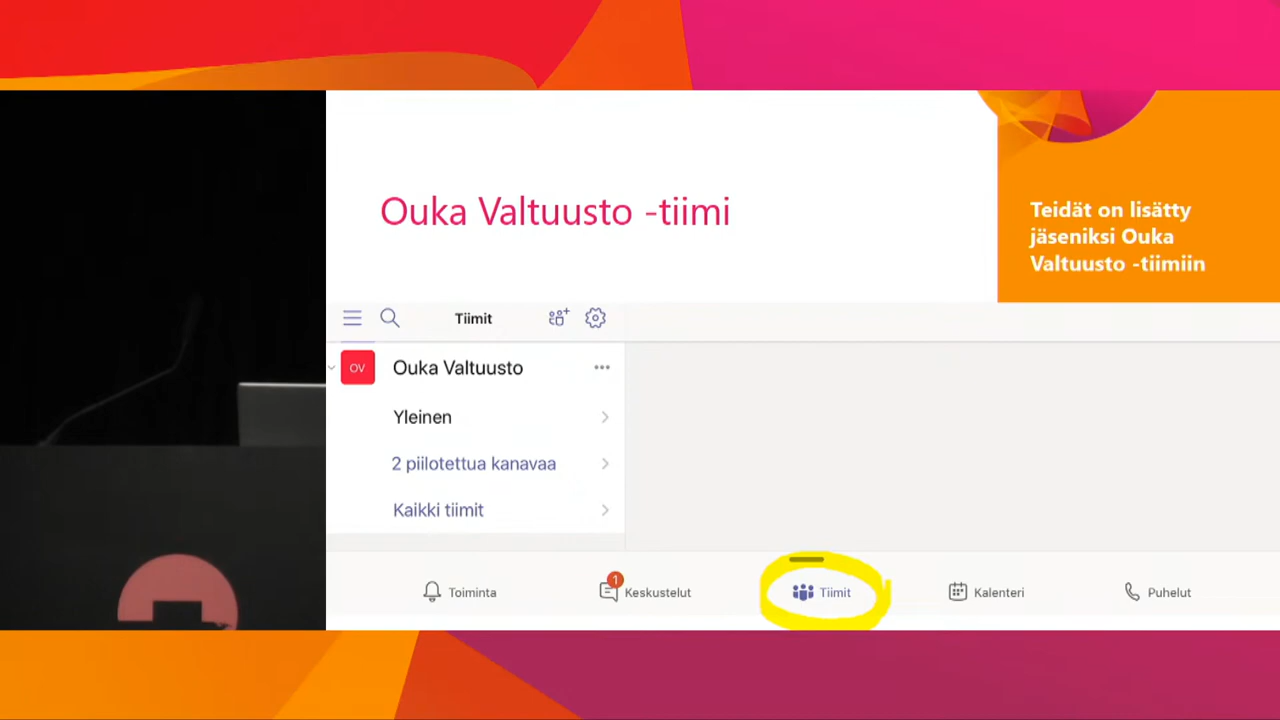 Ouka Valtuusto -tiimi
Teidät on lisätty
jäseniksi Ouka
Valtuusto -tiimiin
Tiimit
OV
Ouka Valtuusto
Yleinen
2 piilotettua kanavaa
Kaikki tiimit
Toiminta
1
Keskustelut
Tiimit
Kalenteri
Puhelut